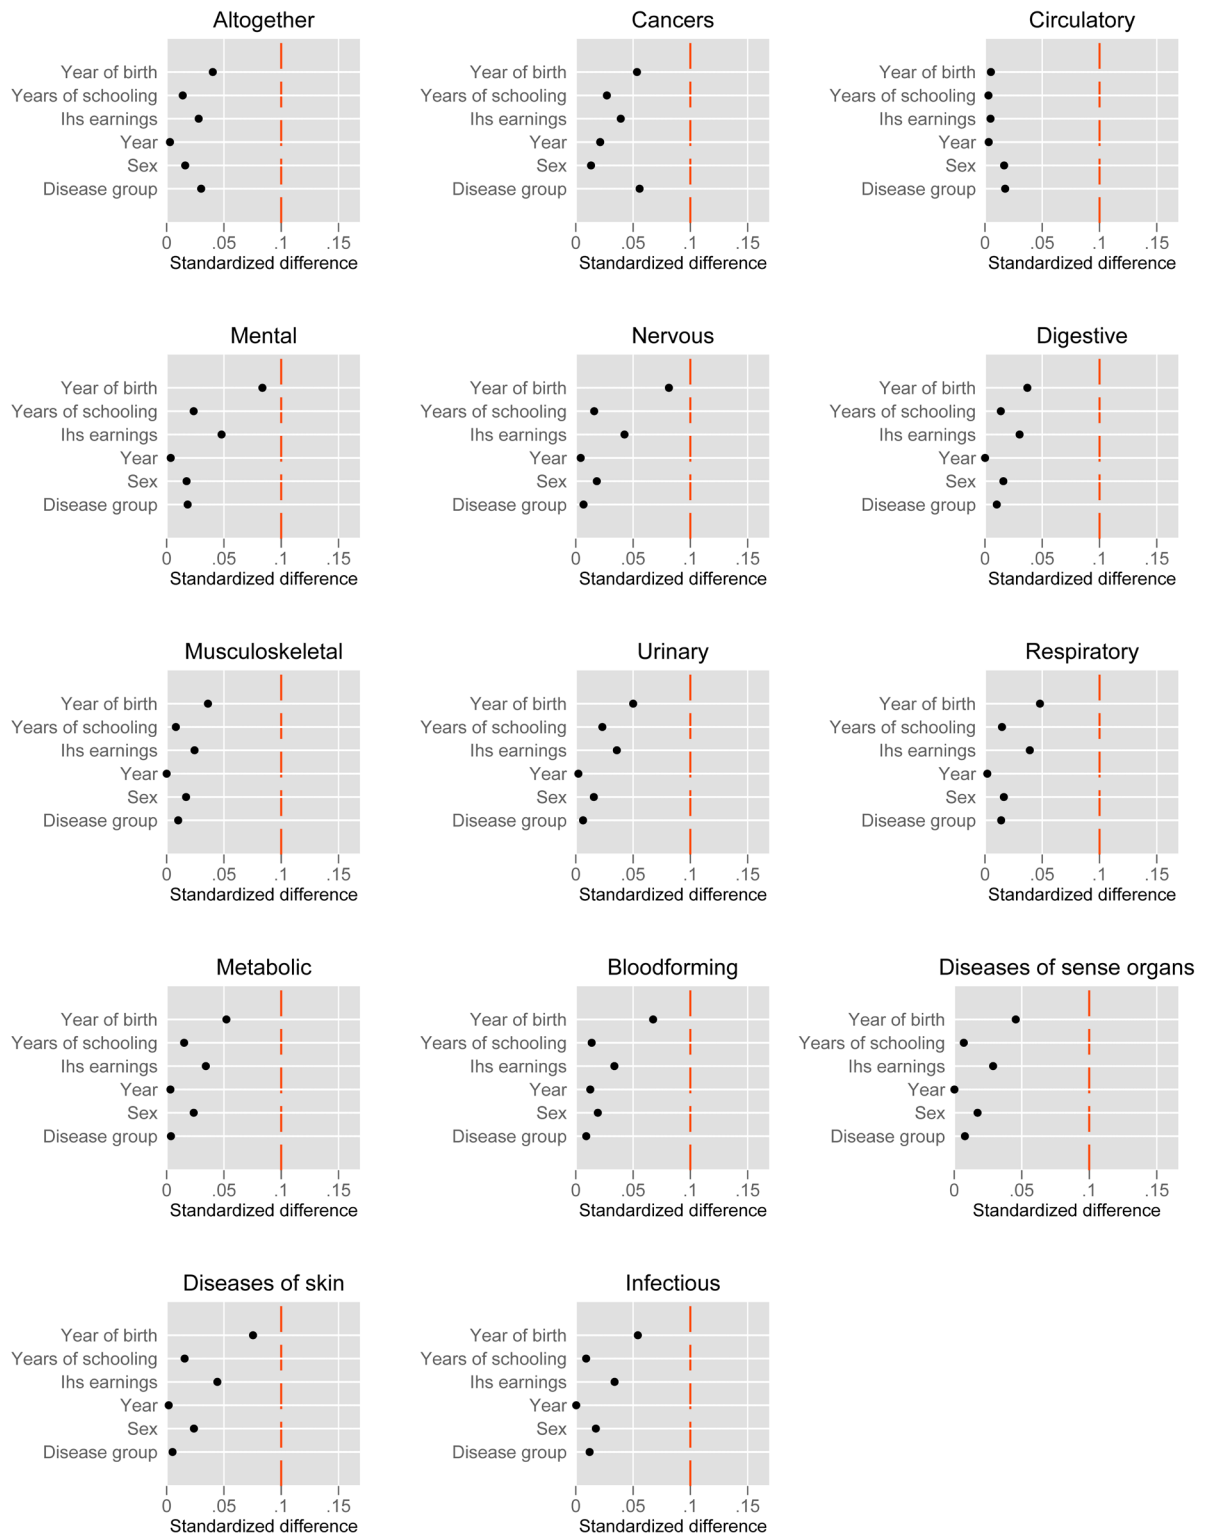 Altogether
Year of birth
Years of schooling
Ihs earnings
Year
Sex
Disease group
0 .05 .1 .15
Standardized difference
Cancers
Year of birth
Years of schooling
Ihs earnings
Year
Sex
Disease group
0 .05 .1 .15
Standardized difference
Circulatory
Year of birth
Years of schooling
Ihs earnings
Year
Sex
Disease group
0 .05 .1 .15
Standardized difference
Mental
Year of birth
Years of schooling
Ihs earnings
Year
Sex
Disease group
0 .05 .1 .15
Standardized difference
Nervous
Year of birth
Years of schooling
Ihs earnings
Year
Sex
Disease group
0 .05 .1 .15
Standardized difference
Digestive
Year of birth
Years of schooling
Ihs earnings
Year
Sex
Disease group
0 .05 .1 .15
Standardized difference
Musculoskeletal
Year of birth
Years of schooling
Ihs earnings
Year
Sex
Disease group
0 .05 .1 .15
Standardized difference
Urinary
Year of birth
Years of schooling
Ihs earnings
Year
Sex
Disease group
0 .05 .1 .15
Standardized difference
Respiratory
Year of birth
Years of schooling
Ihs earnings
Year
Sex
Disease group
0 .05 .1 .15
Standardized difference
Metabolic
Year of birth
Years of schooling
Ihs earnings
Year
Sex
Disease group
0 .05 .1 .15
Standardized difference
Bloodforming
Year of birth
Years of schooling
Ihs earnings
Year
Sex
Disease group
0 .05 .1 .15
Standardized difference
Diseases of sense organs
Year of birth
Years of schooling
Ihs earnings
Year
Sex
Disease group
0 .05 .1 .15
Standardized difference
Diseases of skin
Year of birth
Years of schooling
Ihs earnings
Year
Sex
Disease group
0 .05 .1 .15
Standardized difference
Infectious
Year of birth
Years of schooling
Ihs earnings
Year
Sex
Disease group
0 .05 .1 .15
Standardized difference